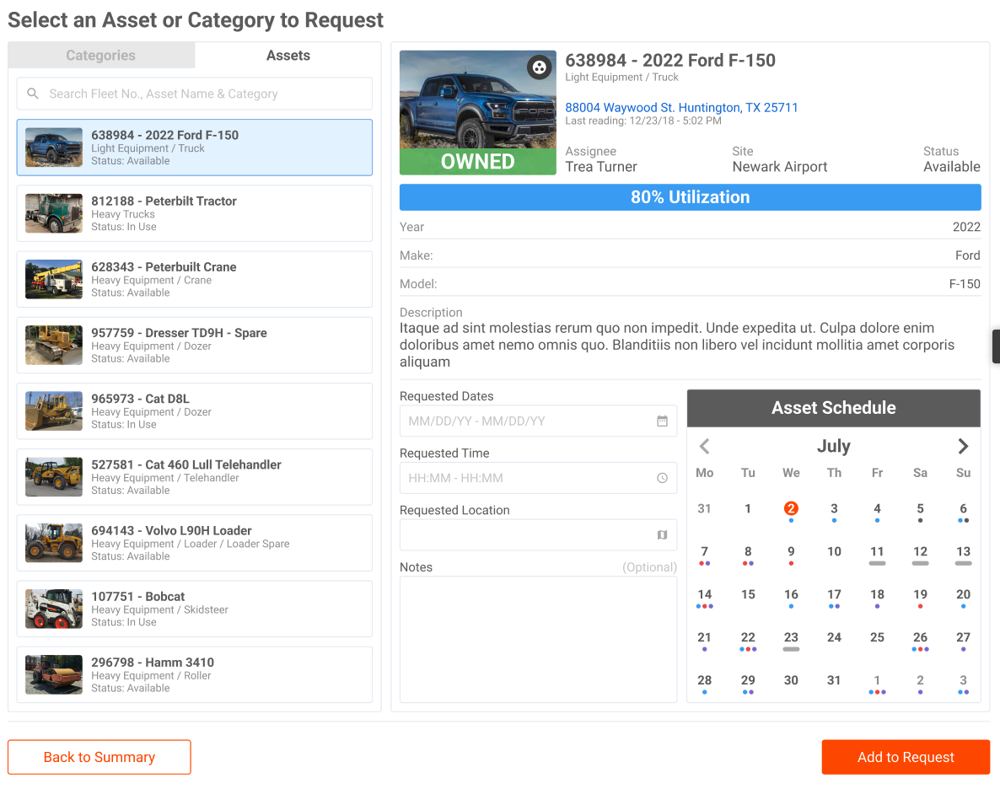 Select an Asset or Category to Request
Categories
Assets
Search Fleet No., Asset Name & Category
638984 - 2022 Ford F-150
Light Equipment / Truck
Status: Available
812188 - Peterbilt Tractor
Heavy Trucks
Status: In Use
628343 - Peterbuilt Crane
Heavy Equipment / Crane
Status: Available
957759 - Dresser TD9H - Spare
Heavy Equipment / Dozer
Status: Available
965973 - Cat D8L
Heavy Equipment / Dozer
Status: In Use
527581 - Cat 460 Lull Telehandler
Heavy Equipment / Telehandler
Status: Available
694143 - Volvo L90H Loader
Heavy Equipment / Loader / Loader Spare
Status: Available
107751 - Bobcat
Heavy Equipment / Skidsteer
Status: In Use
296798 - Hamm 3410
Heavy Equipment / Roller
Status: Available
FORD
OWNED
638984 - 2022 Ford F-150
Light Equipment / Truck
88004 Waywood St. Huntington, TX 25711
Last reading: 12/23/18 - 5:02 PM
Assignee Site Status
Trea Turner Newark Airport Available
80% Utilization
Year 2022
Make: Ford
Model: F-150
Description
Itaque ad sint molestias rerum quo non impedit. Unde expedita ut. Culpa dolore enim
doloribus amet nemo omnis quo. Blanditiis non libero vel incidunt mollitia amet corporis
aliquam
Requested Dates
MM/DD/YY - MM/DD/YY
Requested Time
HH:MM - HH:MM
Requested Location
Notes (Optional)
Asset Schedule
July
Mo Tu We Th Fr Sa Su
31 1 2 3 4 5 6
7 8 9 10 11 12 13
14 15 16 17 18 19 20
21 22 23 24 25 26 27
28 29 30 31 1 2 3
Back to Summary
Add to Request